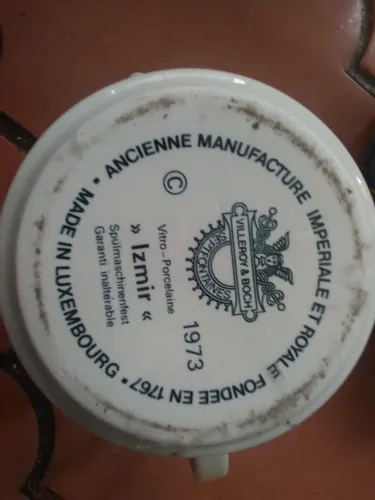 ANCIENNE MANUFACTURE IMPERIALE ET ROYALE FONDEE EN 1767 • MADE IN LUXEMBOURG •
©
VILLEROY & BOCH
SEPTFONTAINES
1973
Vitro-Porcelaine
» Izmir «
Spülmaschinenfest
Garanti inaltérable